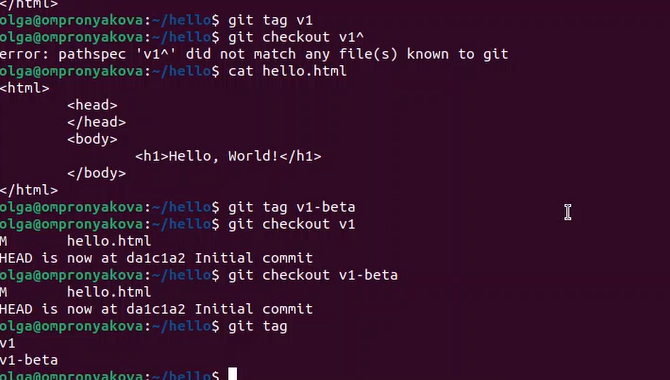 </html>
olga@ompronyakova:~/hello$ git tag v1
olga@ompronyakova:~/hello$ git checkout v1^
error: pathspec 'v1^' did not match any file(s) known to git
olga@ompronyakova:~/hello$ cat hello.html
<html>
        <head>
        </head>
        <body>
                <h1>Hello, World!</h1>
        </body>
</html>
olga@ompronyakova:~/hello$ git tag v1-beta
olga@ompronyakova:~/hello$ git checkout v1
M       hello.html
HEAD is now at da1c1a2 Initial commit
olga@ompronyakova:~/hello$ git checkout v1-beta
M       hello.html
HEAD is now at da1c1a2 Initial commit
olga@ompronyakova:~/hello$ git tag
v1
v1-beta
olga@ompronyakova:~/hello$